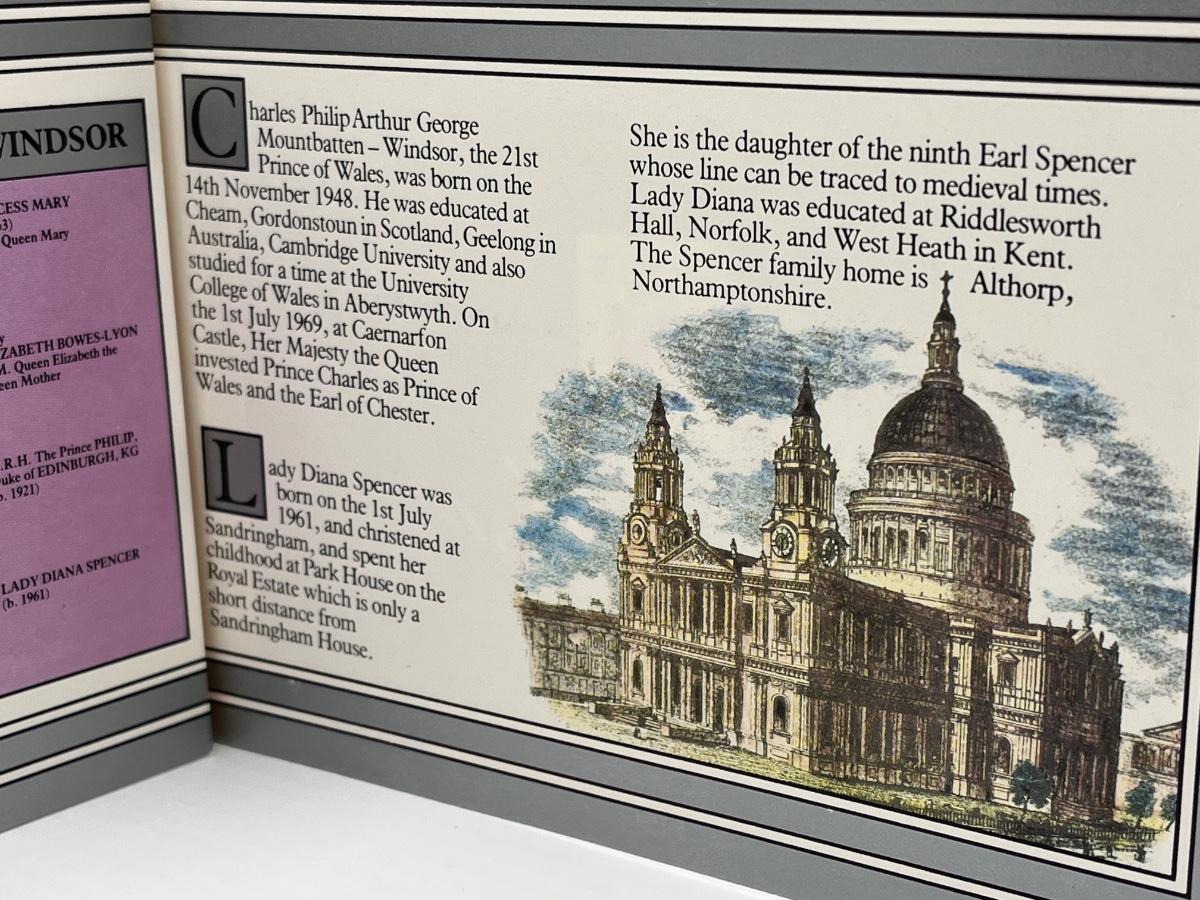 WINDSOR
CESS MARY
Queen Mary
ZABETH BOWES-LYON
M. Queen Elizabeth the
een Mother
.R.H. The Prince PHILIP,
uke of EDINBURGH, KG
b. 1921)
LADY DIANA SPENCER
(b. 1961)
Charles Philip Arthur George
Mountbatten – Windsor, the 21st
Prince of Wales, was born on the
14th November 1948. He was educated at
Cheam, Gordonstoun in Scotland, Geelong in
Australia, Cambridge University and also
studied for a time at the University
College of Wales in Aberystwyth. On
the 1st July 1969, at Caernarfon
Castle, Her Majesty the Queen
invested Prince Charles as Prince of
Wales and the Earl of Chester.
Lady Diana Spencer was
born on the 1st July
1961, and christened at
Sandringham, and spent her
childhood at Park House on the
Royal Estate which is only a
short distance from
Sandringham House.
She is the daughter of the ninth Earl Spencer
whose line can be traced to medieval times.
Lady Diana was educated at Riddlesworth
Hall, Norfolk, and West Heath in Kent.
The Spencer family home is Althorp,
Northamptonshire.